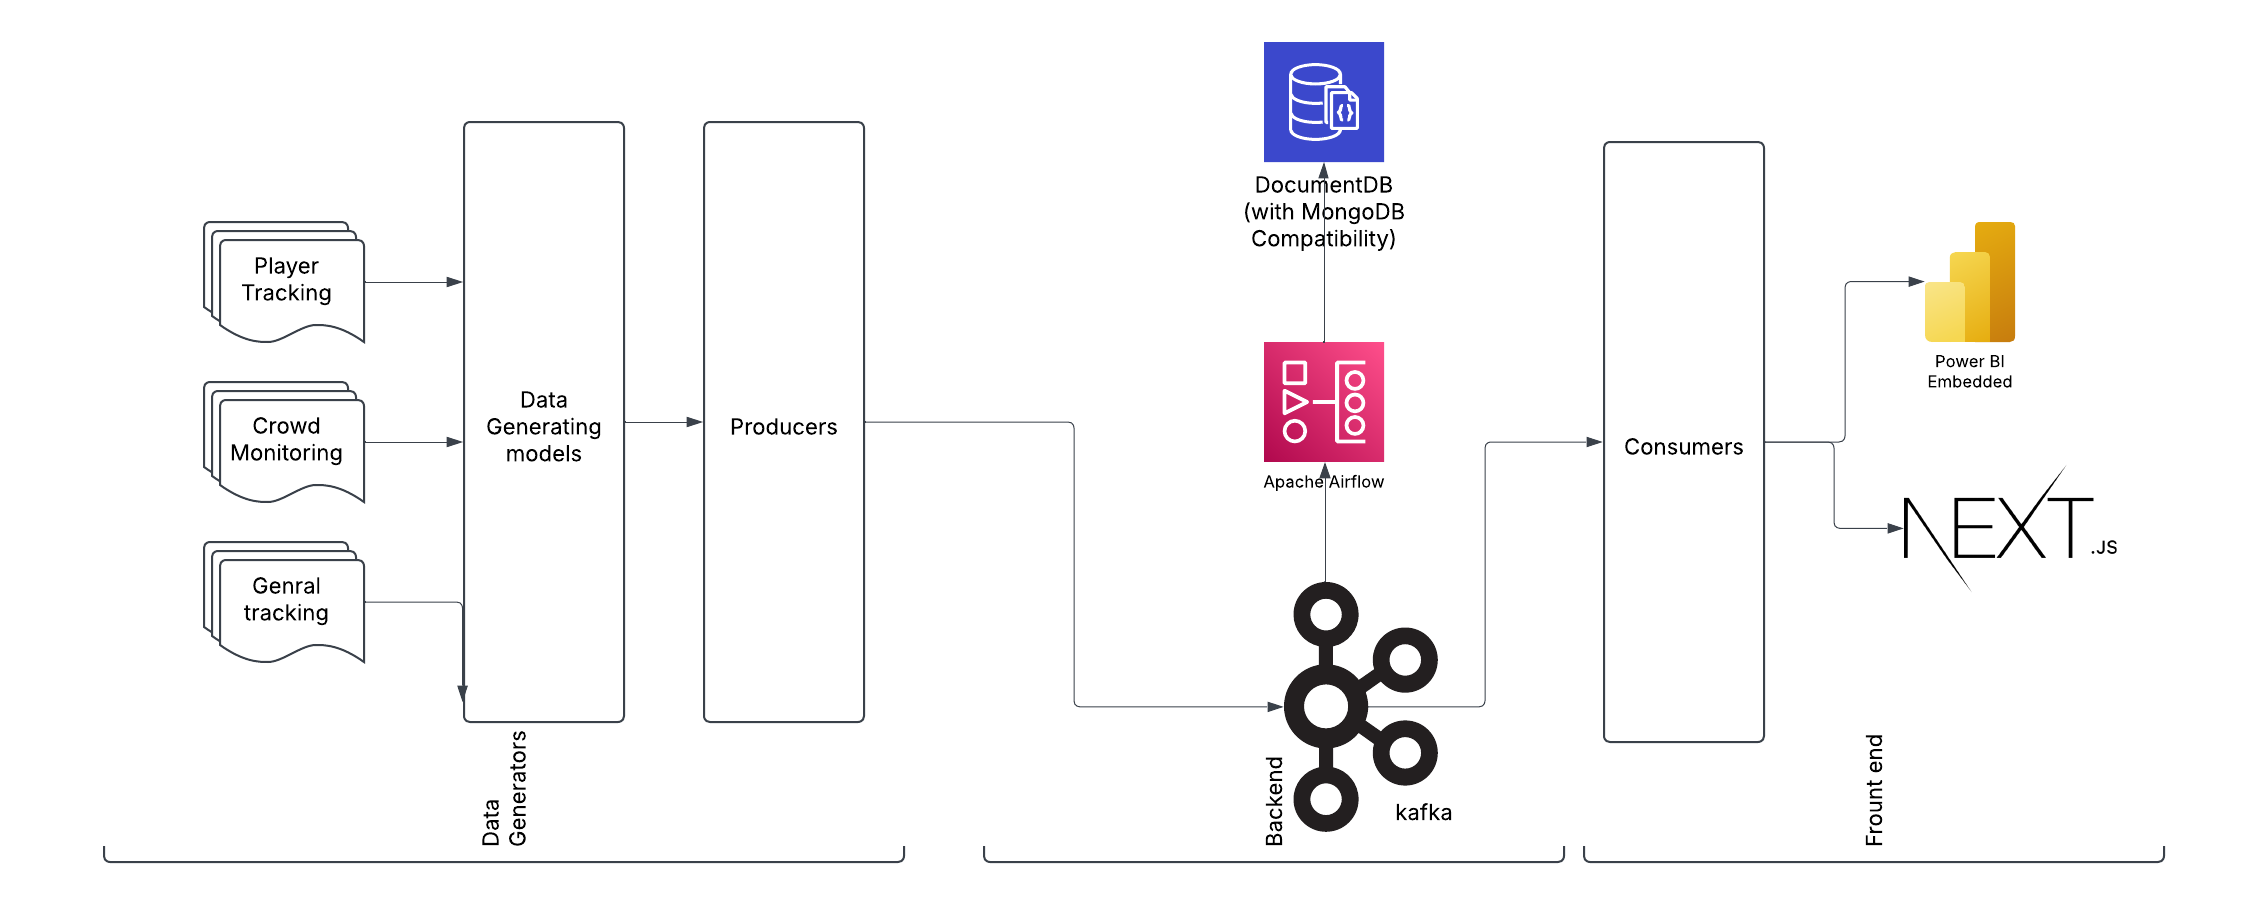 Player
Tracking
Crowd
Monitoring
Genral
tracking
Data
Generating
models
Producers
Data
Generators
DocumentDB
(with MongoDB
Compatibility)
Apache Airflow
kafka
Backend
Consumers
Power BI
Embedded
NEXT.JS
Frount end